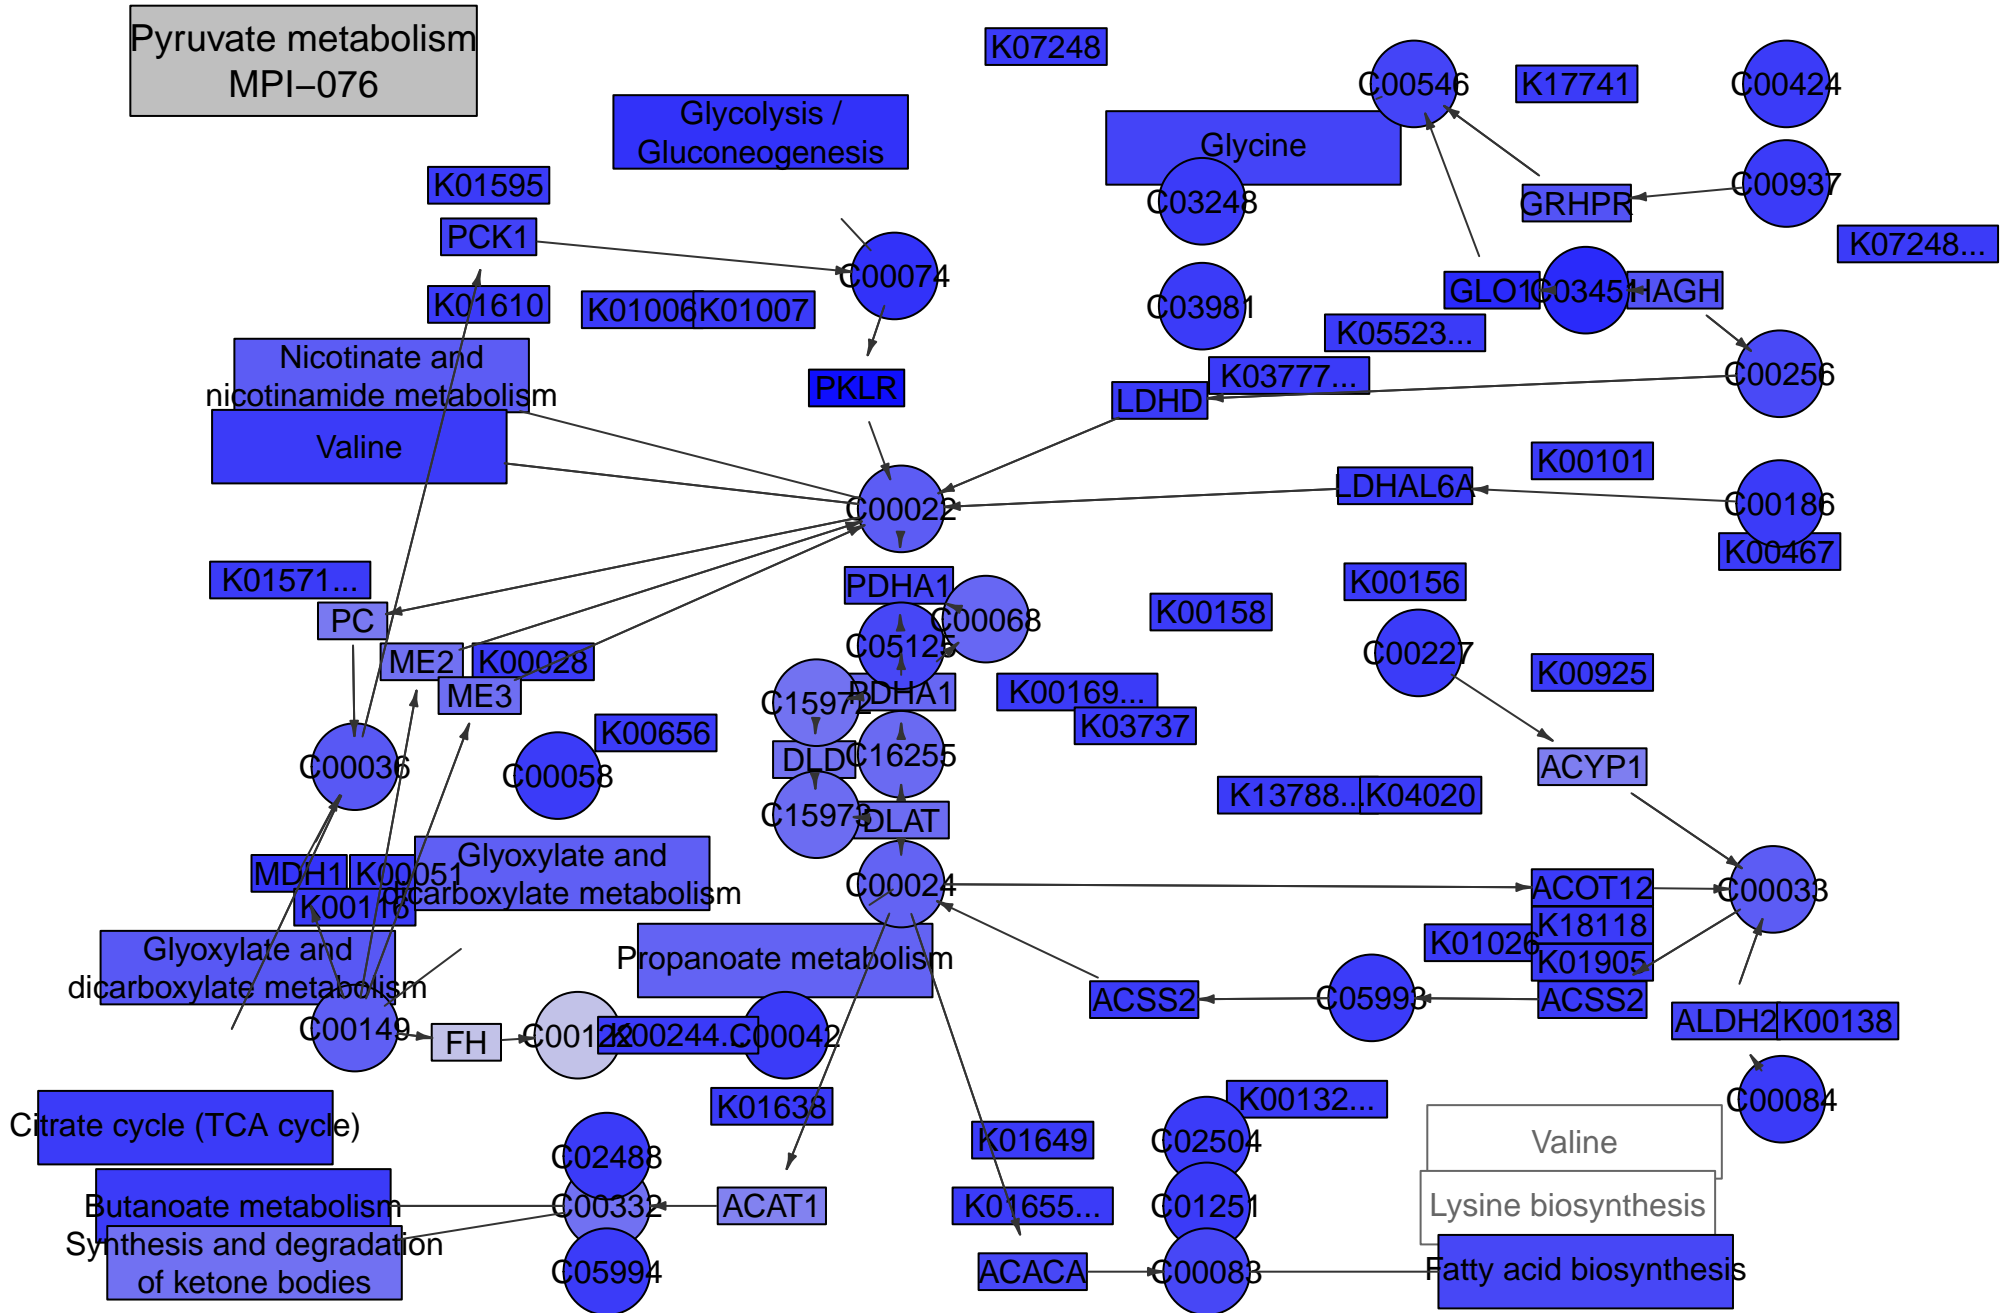 Pyruvate metabolism
MPI−076
K07248
C00546
K17741
C00424
Glycolysis /
Gluconeogenesis
Glycine
K01595
C03248
GRHPR
C00937
PCK1
K07248...
C00074
GLO1
C03451
HAGH
K01610
K01006
K01007
C03981
K05523...
Nicotinate and
nicotinamide metabolism
PKLR
K03777...
C00256
LDHD
Valine
K00101
LDHAL6A
C00186
C00022
K00467
K01571...
PDHA1
K00156
PC
C00068
K00158
C05125
C00227
ME2
K00028
K00925
ME3
PDHA1
K00169...
C15972
K03737
K00656
C00036
C00058
DLD
C16255
ACYP1
K13788...
K04020
C15973
DLAT
MDH1
K00051
Glyoxylate and
dicarboxylate metabolism
C00024
ACOT12
C00033
K00116
K18118
K01026
Glyoxylate and
dicarboxylate metabolism
Propanoate metabolism
K01905
ACSS2
C05993
ACSS2
C00149
FH
C00122
K00244...
C00042
ALDH2
K00138
K01638
K00132...
C00084
Citrate cycle (TCA cycle)
C02488
K01649
C02504
Valine
Butanoate metabolism
C00332
ACAT1
K01655...
C01251
Lysine biosynthesis
Synthesis and degradation
of ketone bodies
C05994
ACACA
C00083
Fatty acid biosynthesis